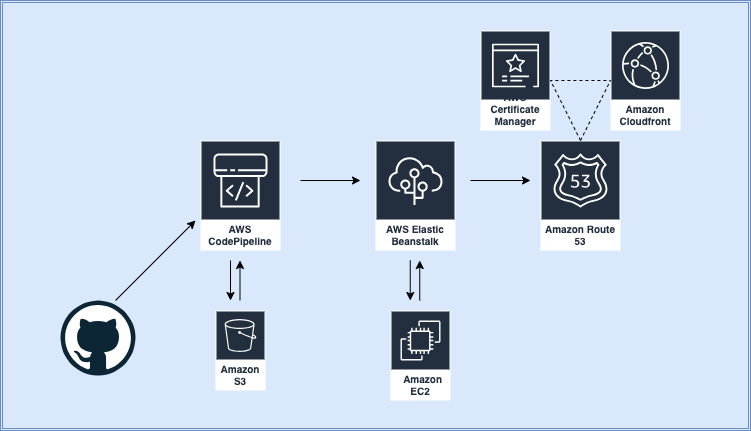 AWS
Certificate
Manager
Amazon
Cloudfront
</>
53
AWS
CodePipeline
AWS Elastic
Beanstalk
Amazon Route
53
Amazon
S3
Amazon
EC2